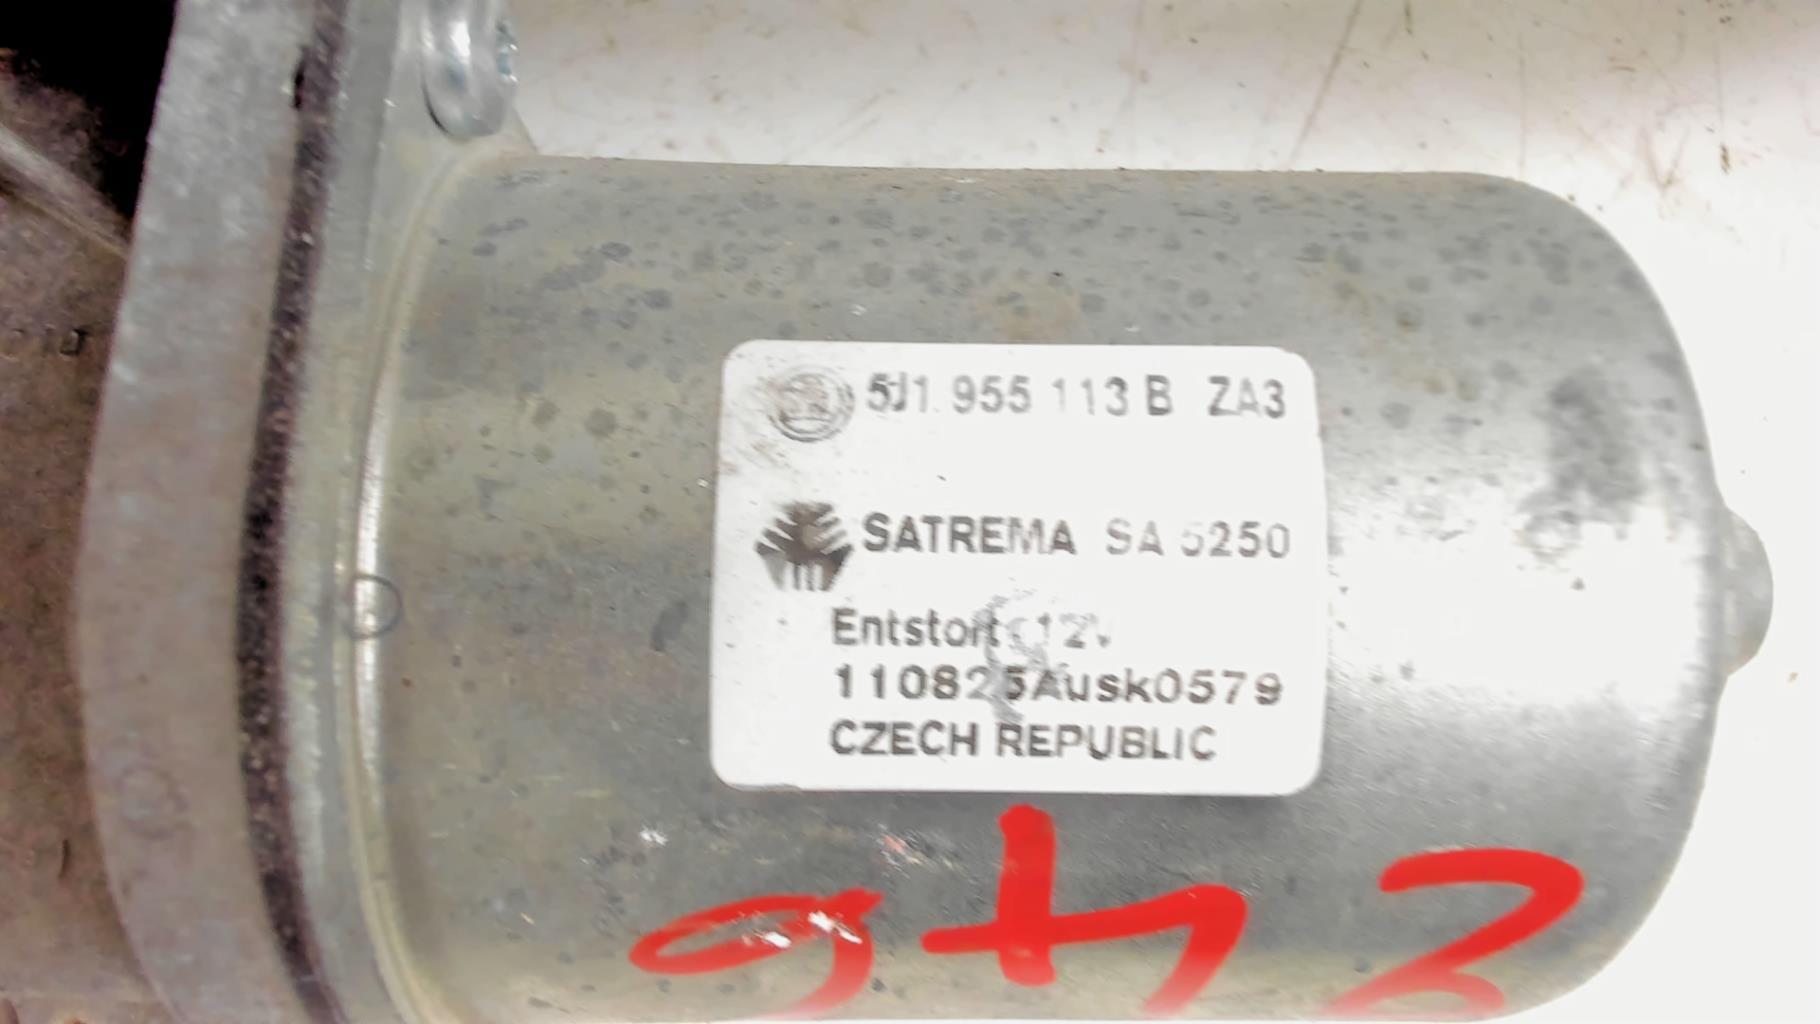 5J1 955 113 B ZA3
SATREMA SA 5250
Entstort 12V
110825Ausk0579
CZECH REPUBLIC